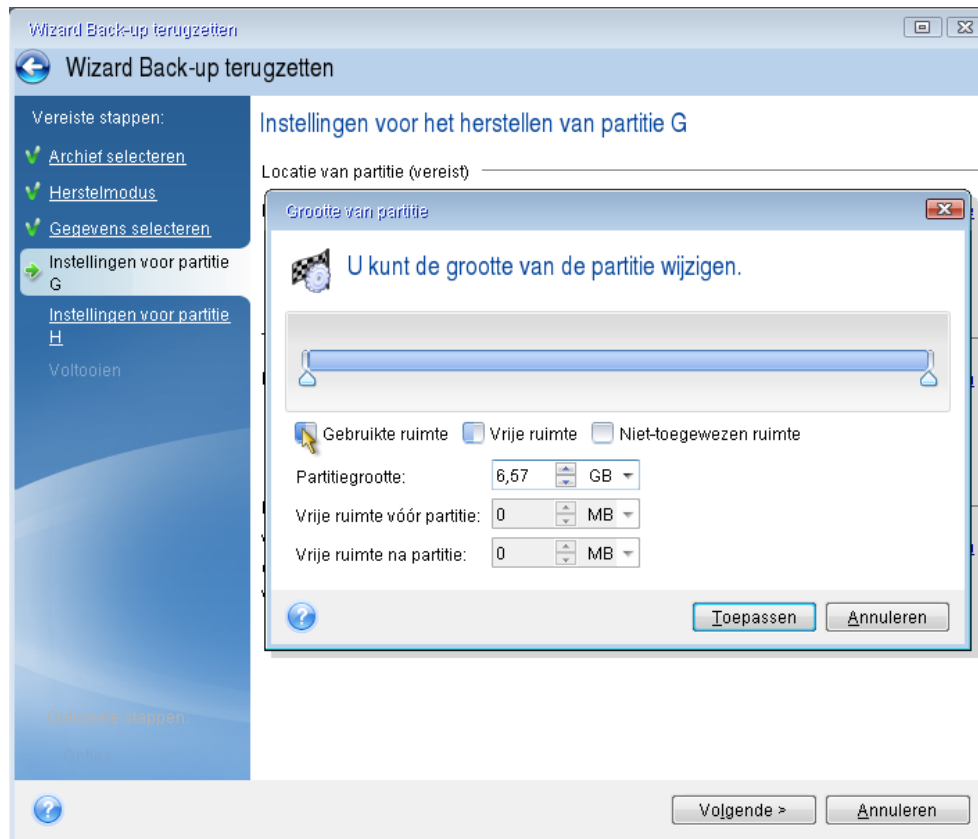 Wizard Back-up terugzetten
Wizard Back-up terugzetten
Vereiste stappen:
Archief selecteren
Herstelmodus
Gegevens selecteren
Instellingen voor partitie
G
Instellingen voor partitie
H
Voltooien
Optionele stappen:
Opties
Instellingen voor het herstellen van partitie G
Locatie van partitie (vereist)
Grootte van partitie
U kunt de grootte van de partitie wijzigen.
Gebruikte ruimte Vrije ruimte Niet-toegewezen ruimte
Partitiegrootte: 6,57 GB
Vrije ruimte vóór partitie: 0 MB
Vrije ruimte na partitie: 0 MB
Toepassen Annuleren
Volgende > Annuleren